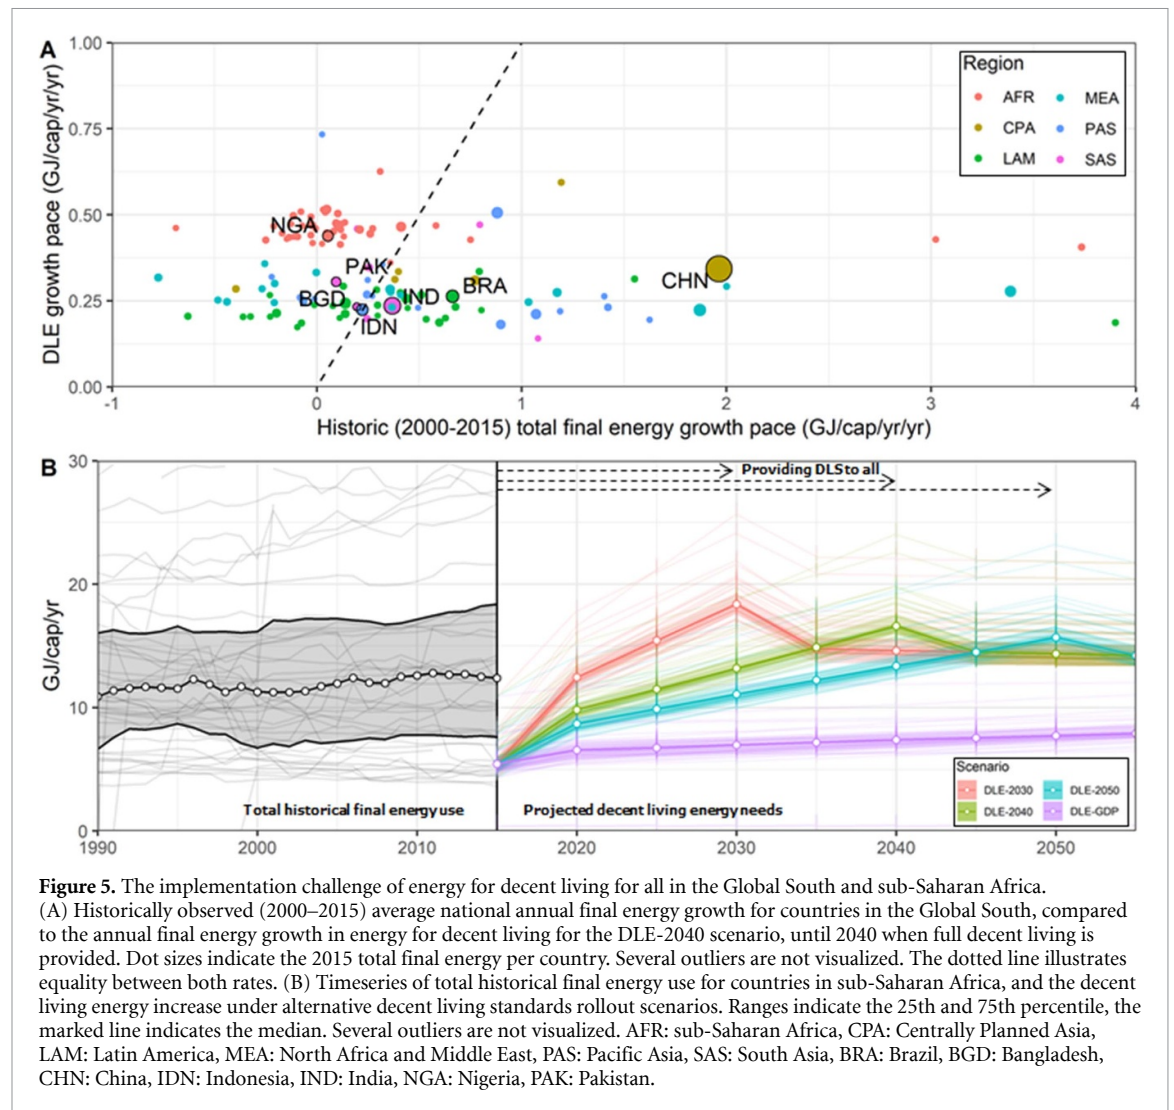 A
1.00
0.75
0.50
0.25
0.00
DLE growth pace (GJ/cap/yr/yr)
Region
AFR MEA
CPA PAS
LAM SAS
NGA
PAK
BGD
IND
IDN
BRA
CHN
-1 0 1 2 3 4
Historic (2000-2015) total final energy growth pace (GJ/cap/yr/yr)
B
30
20
10
0
GJ/cap/yr
Providing DLS to all
Total historical final energy use
Projected decent living energy needs
Scenario
DLE-2030 DLE-2050
DLE-2040 DLE-GDP
1990 2000 2010 2020 2030 2040 2050
Figure 5. The implementation challenge of energy for decent living for all in the Global South and sub-Saharan Africa.
(A) Historically observed (2000–2015) average national annual final energy growth for countries in the Global South, compared
to the annual final energy growth in energy for decent living for the DLE-2040 scenario, until 2040 when full decent living is
provided. Dot sizes indicate the 2015 total final energy per country. Several outliers are not visualized. The dotted line illustrates
equality between both rates. (B) Timeseries of total historical final energy use for countries in sub-Saharan Africa, and the decent
living energy increase under alternative decent living standards rollout scenarios. Ranges indicate the 25th and 75th percentile, the
marked line indicates the median. Several outliers are not visualized. AFR: sub-Saharan Africa, CPA: Centrally Planned Asia,
LAM: Latin America, MEA: North Africa and Middle East, PAS: Pacific Asia, SAS: South Asia, BRA: Brazil, BGD: Bangladesh,
CHN: China, IDN: Indonesia, IND: India, NGA: Nigeria, PAK: Pakistan.